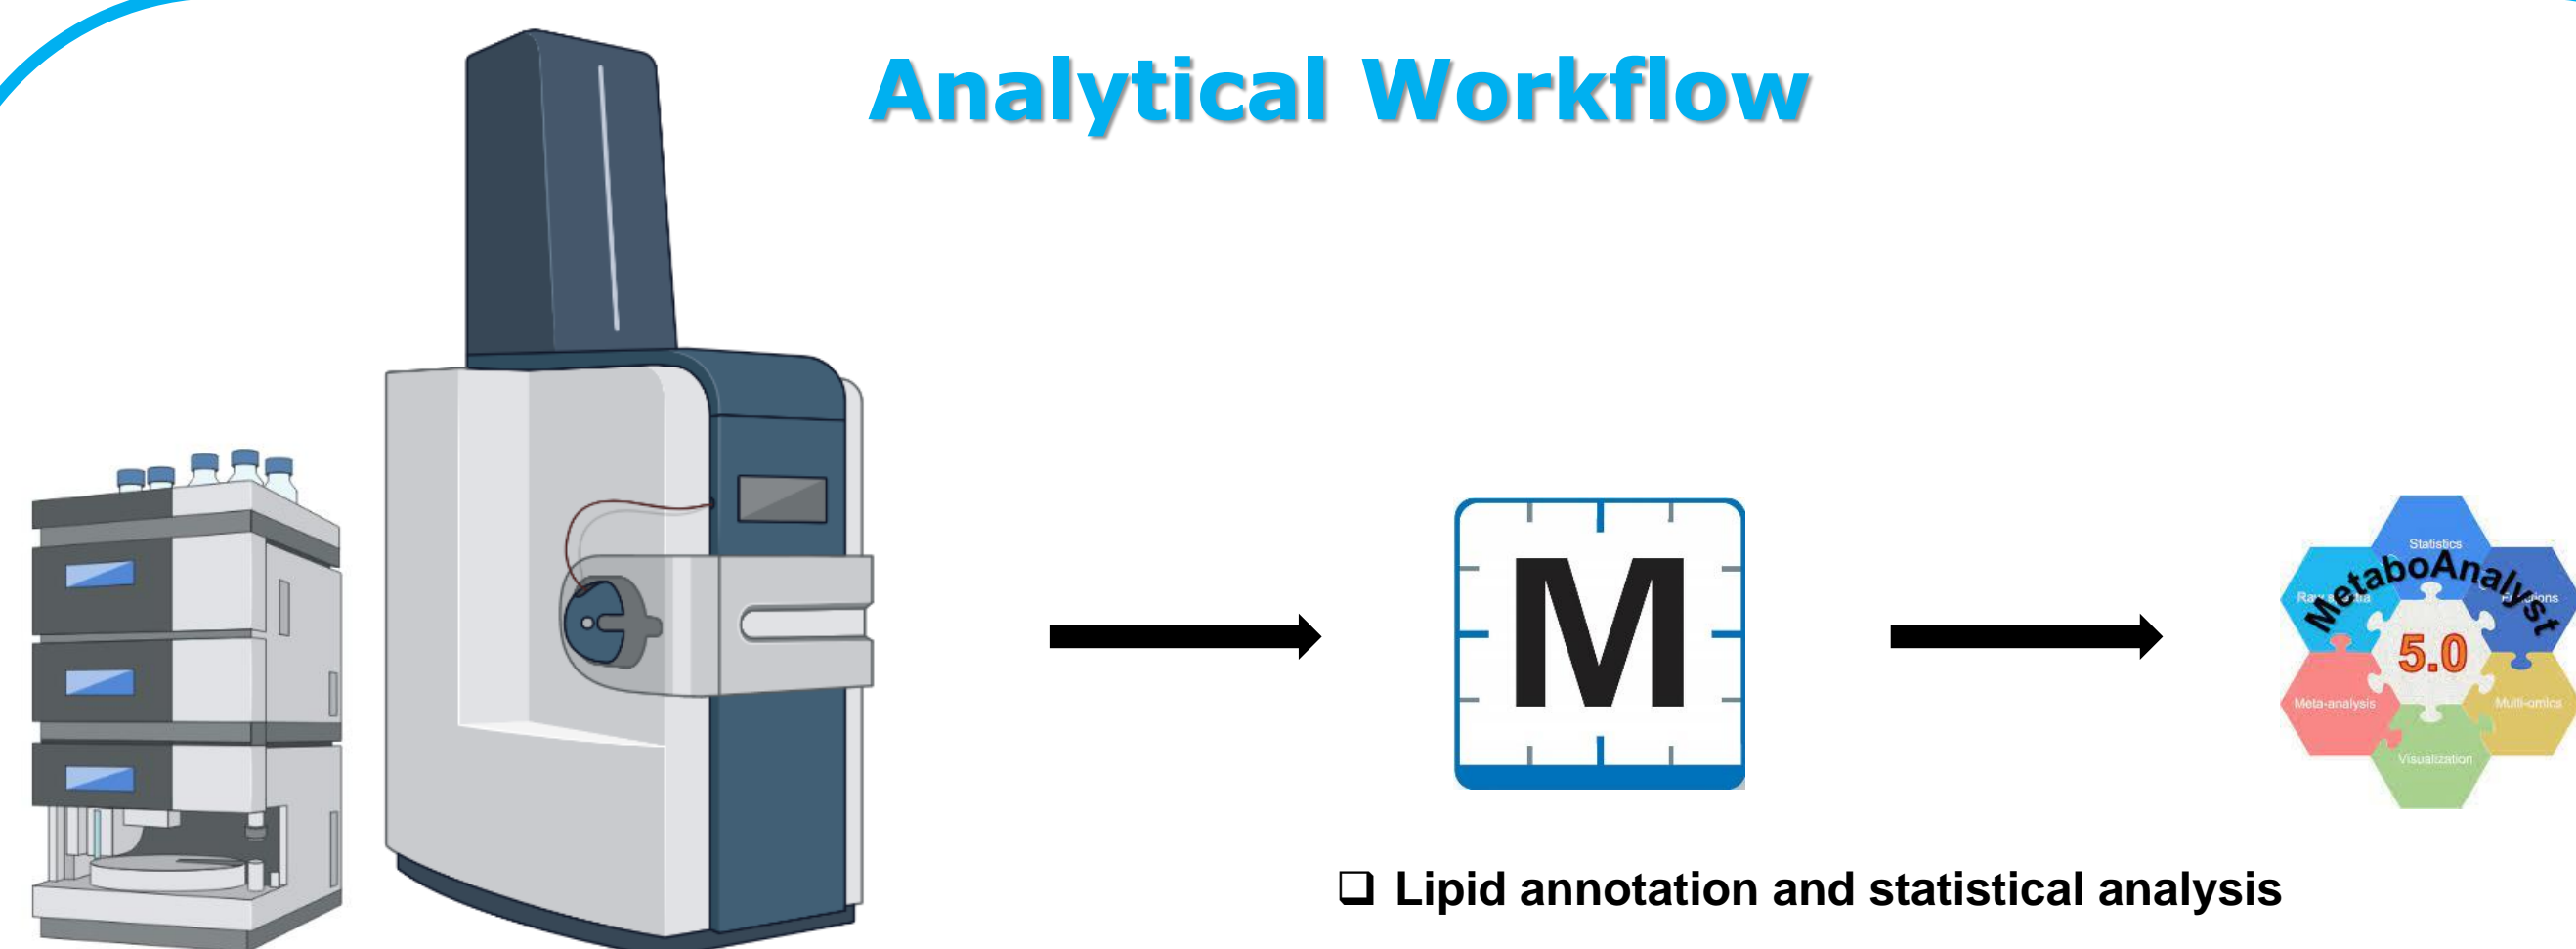 Analytical Workflow
M
MetaboAnalyst
Statistics
5.0
Meta-analysis
Multi-omics
Visualization
❑ Lipid annotation and statistical analysis